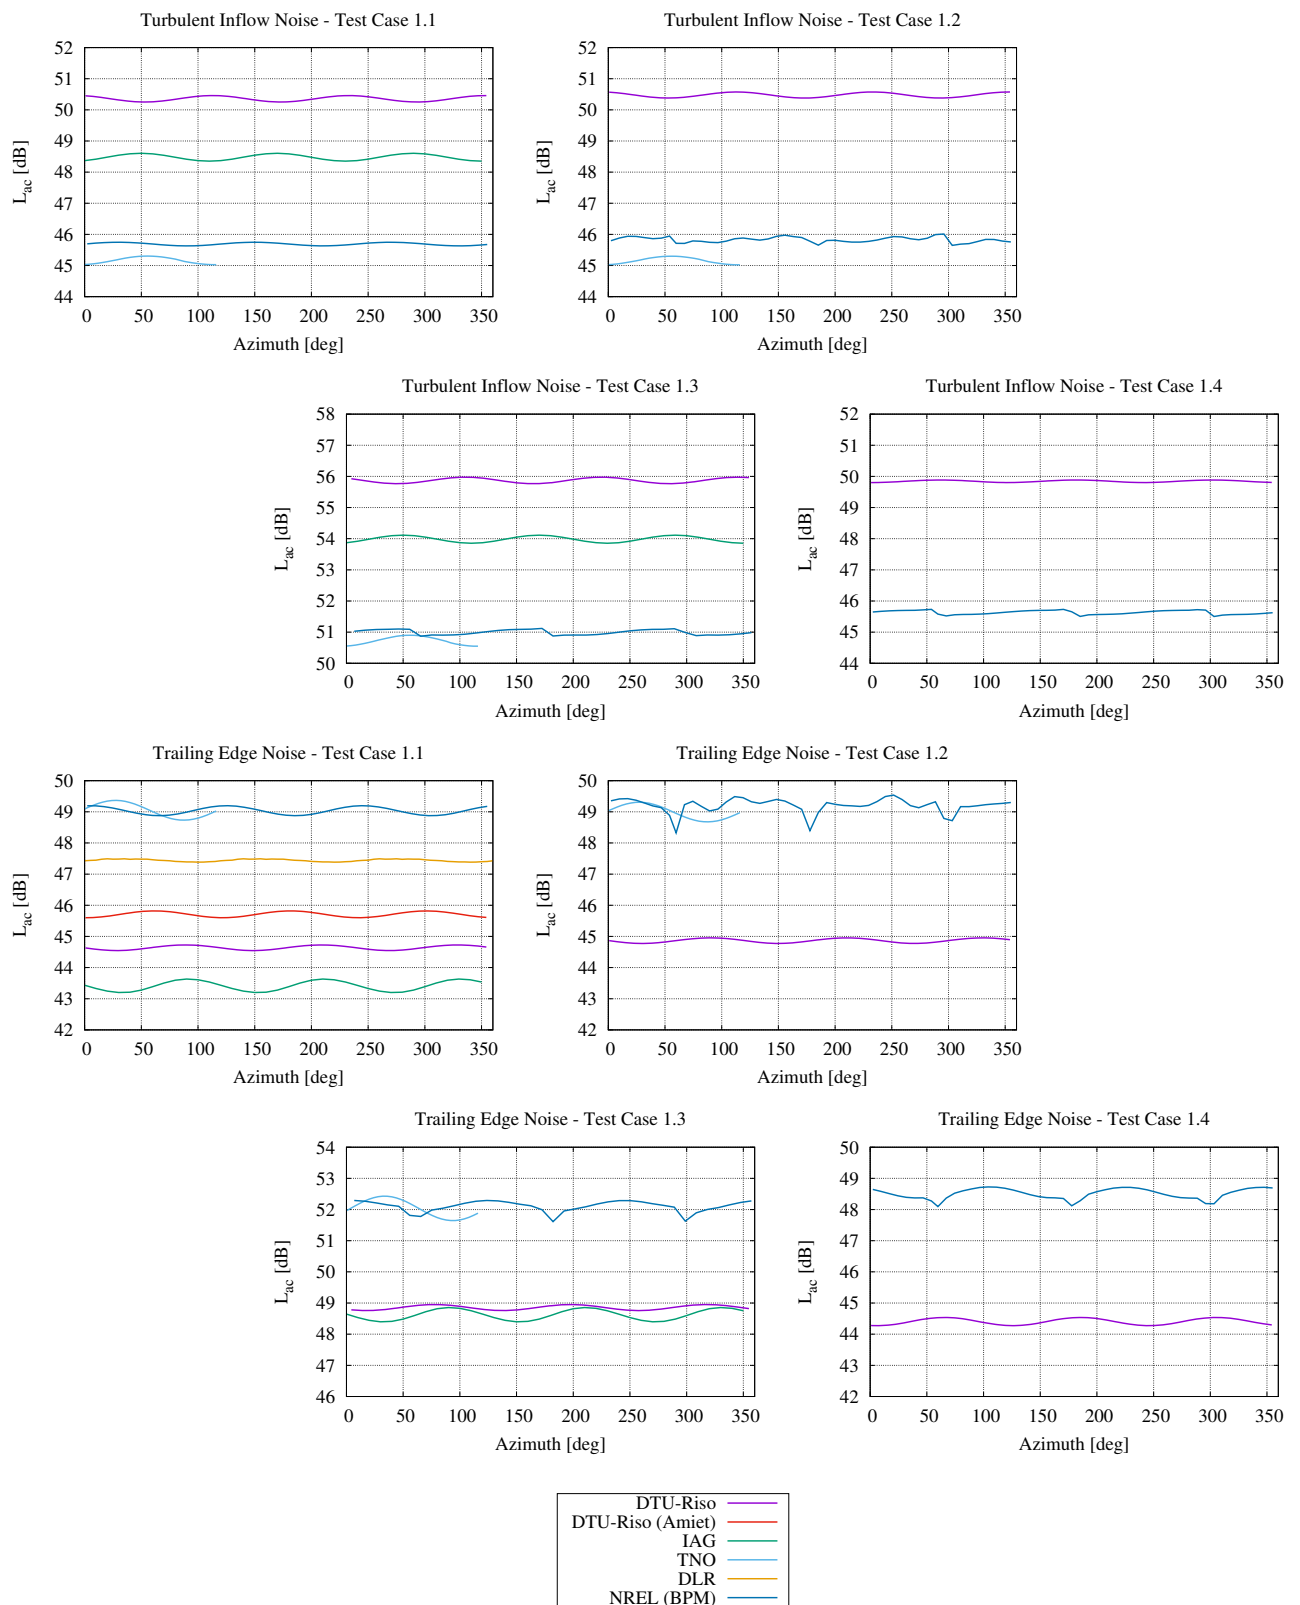 Turbulent Inflow Noise - Test Case 1.1
L_ac [dB]
52
51
50
49
48
47
46
45
44
0 50 100 150 200 250 300 350
Azimuth [deg]
Turbulent Inflow Noise - Test Case 1.2
L_ac [dB]
52
51
50
49
48
47
46
45
44
0 50 100 150 200 250 300 350
Azimuth [deg]
Turbulent Inflow Noise - Test Case 1.3
L_ac [dB]
58
57
56
55
54
53
52
51
50
0 50 100 150 200 250 300 350
Azimuth [deg]
Turbulent Inflow Noise - Test Case 1.4
L_ac [dB]
52
51
50
49
48
47
46
45
44
0 50 100 150 200 250 300 350
Azimuth [deg]
Trailing Edge Noise - Test Case 1.1
L_ac [dB]
50
49
48
47
46
45
44
43
42
0 50 100 150 200 250 300 350
Azimuth [deg]
Trailing Edge Noise - Test Case 1.2
L_ac [dB]
50
49
48
47
46
45
44
43
42
0 50 100 150 200 250 300 350
Azimuth [deg]
Trailing Edge Noise - Test Case 1.3
L_ac [dB]
54
53
52
51
50
49
48
47
46
0 50 100 150 200 250 300 350
Azimuth [deg]
Trailing Edge Noise - Test Case 1.4
L_ac [dB]
50
49
48
47
46
45
44
43
42
0 50 100 150 200 250 300 350
Azimuth [deg]
DTU-Riso
DTU-Riso (Amiet)
IAG
TNO
DLR
NREL (BPM)